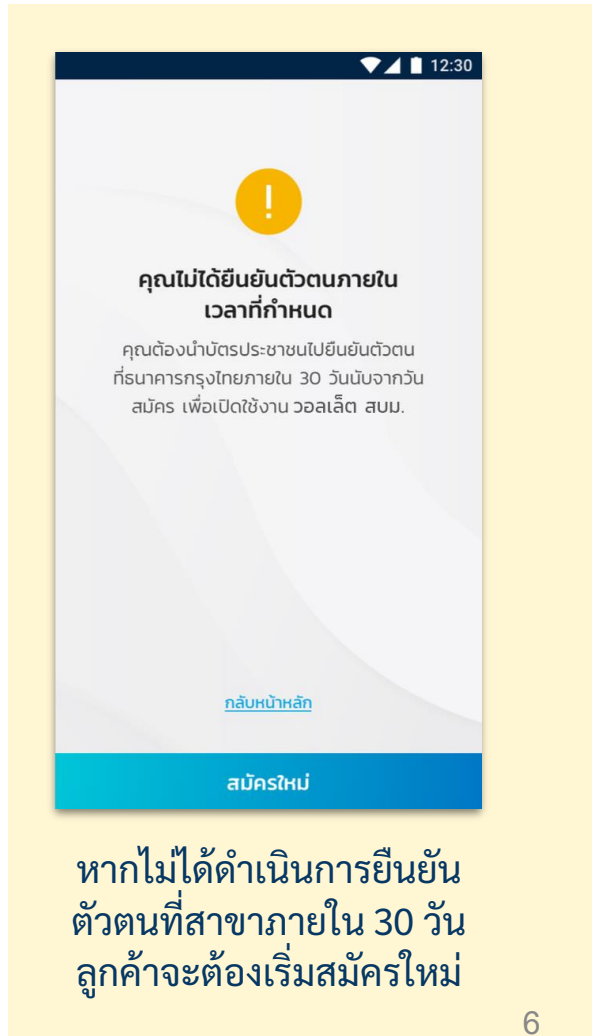 12:30
!
คุณไม่ได้ยืนยันตัวตนภายใน
เวลาที่กำหนด
คุณต้องนำบัตรประชาชนไปยืนยันตัวตน
ที่ธนาคารกรุงไทยภายใน 30 วันนับจากวัน
สมัคร เพื่อเปิดใช้งาน วอลเล็ต สบม.
กลับหน้าหลัก
สมัครใหม่
หากไม่ได้ดำเนินการยืนยัน
ตัวตนที่สาขาภายใน 30 วัน
ลูกค้าจะต้องเริ่มสมัครใหม่
6